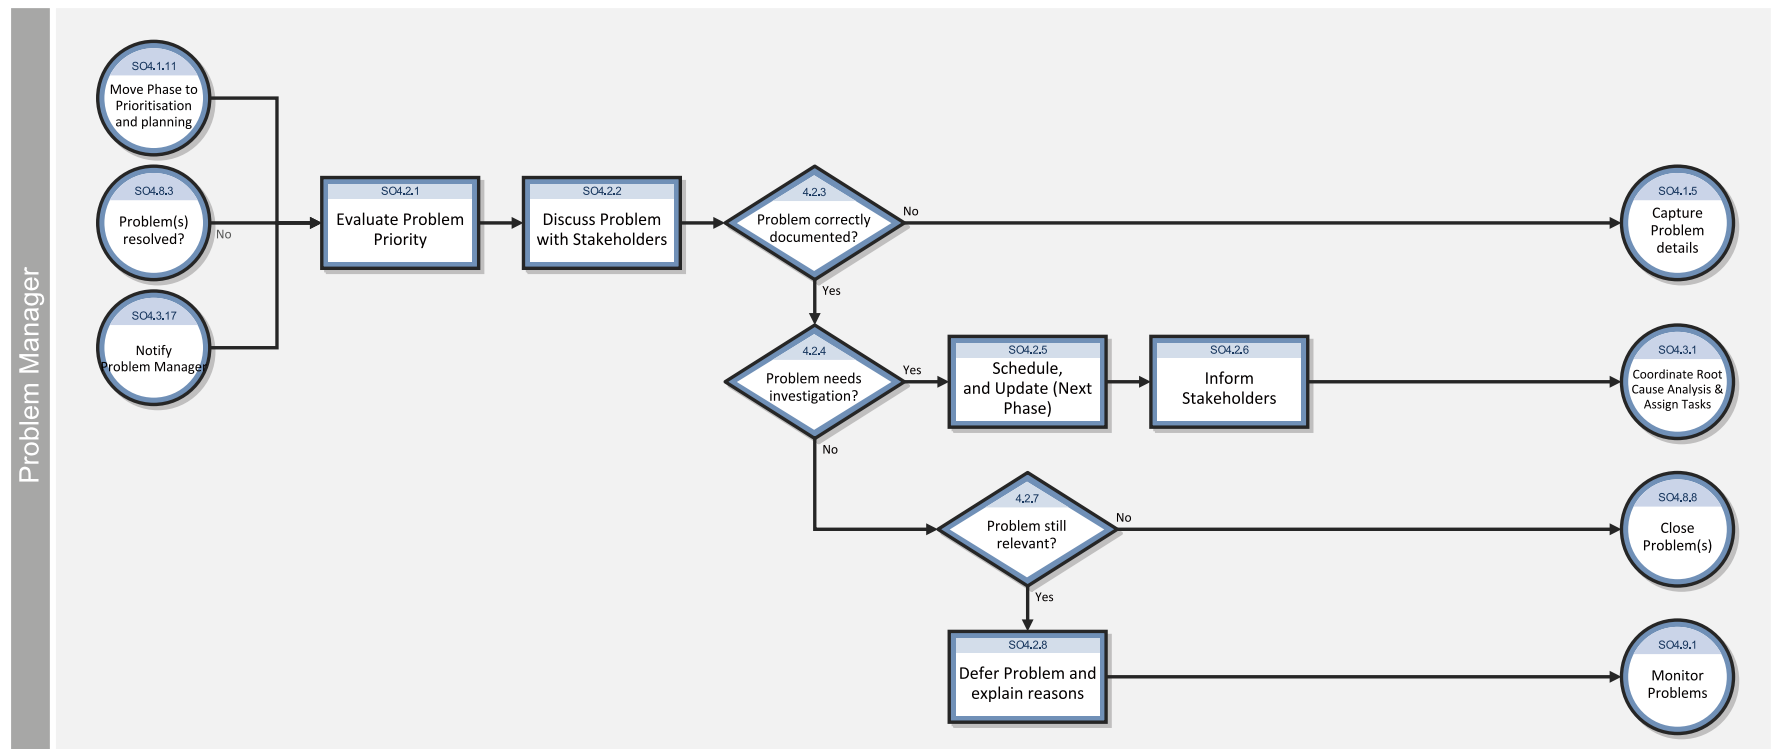 Problem Manager
SO4.1.11
Move Phase to
Prioritisation
and planning
SO4.8.3
Problem(s)
resolved?
No
SO4.3.17
Notify
Problem Manager
SO4.2.1
Evaluate Problem
Priority
SO4.2.2
Discuss Problem
with Stakeholders
4.2.3
Problem correctly
documented?
No
Yes
SO4.1.5
Capture
Problem
details
4.2.4
Problem needs
investigation?
Yes
No
SO4.2.5
Schedule,
and Update (Next
Phase)
SO4.2.6
Inform
Stakeholders
SO4.3.1
Coordinate Root
Cause Analysis &
Assign Tasks
4.2.7
Problem still
relevant?
No
Yes
SO4.8.8
Close
Problem(s)
SO4.2.8
Defer Problem and
explain reasons
SO4.9.1
Monitor
Problems